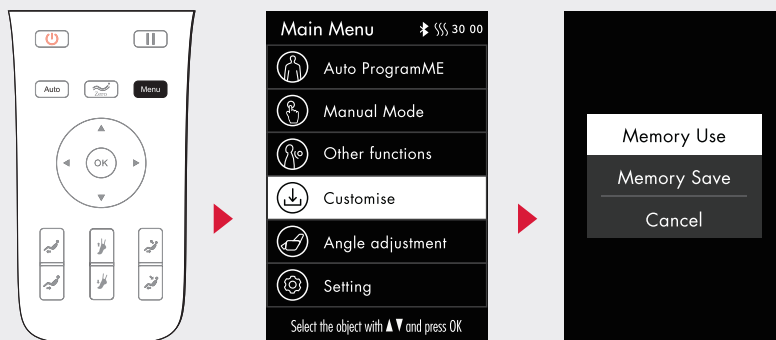 Auto
Zero
Menu
OK
Main Menu 30 00
Auto ProgramME
Manual Mode
Other functions
Customise
Angle adjustment
Setting
Select the object with ▲▼ and press OK
Memory Use
Memory Save
Cancel